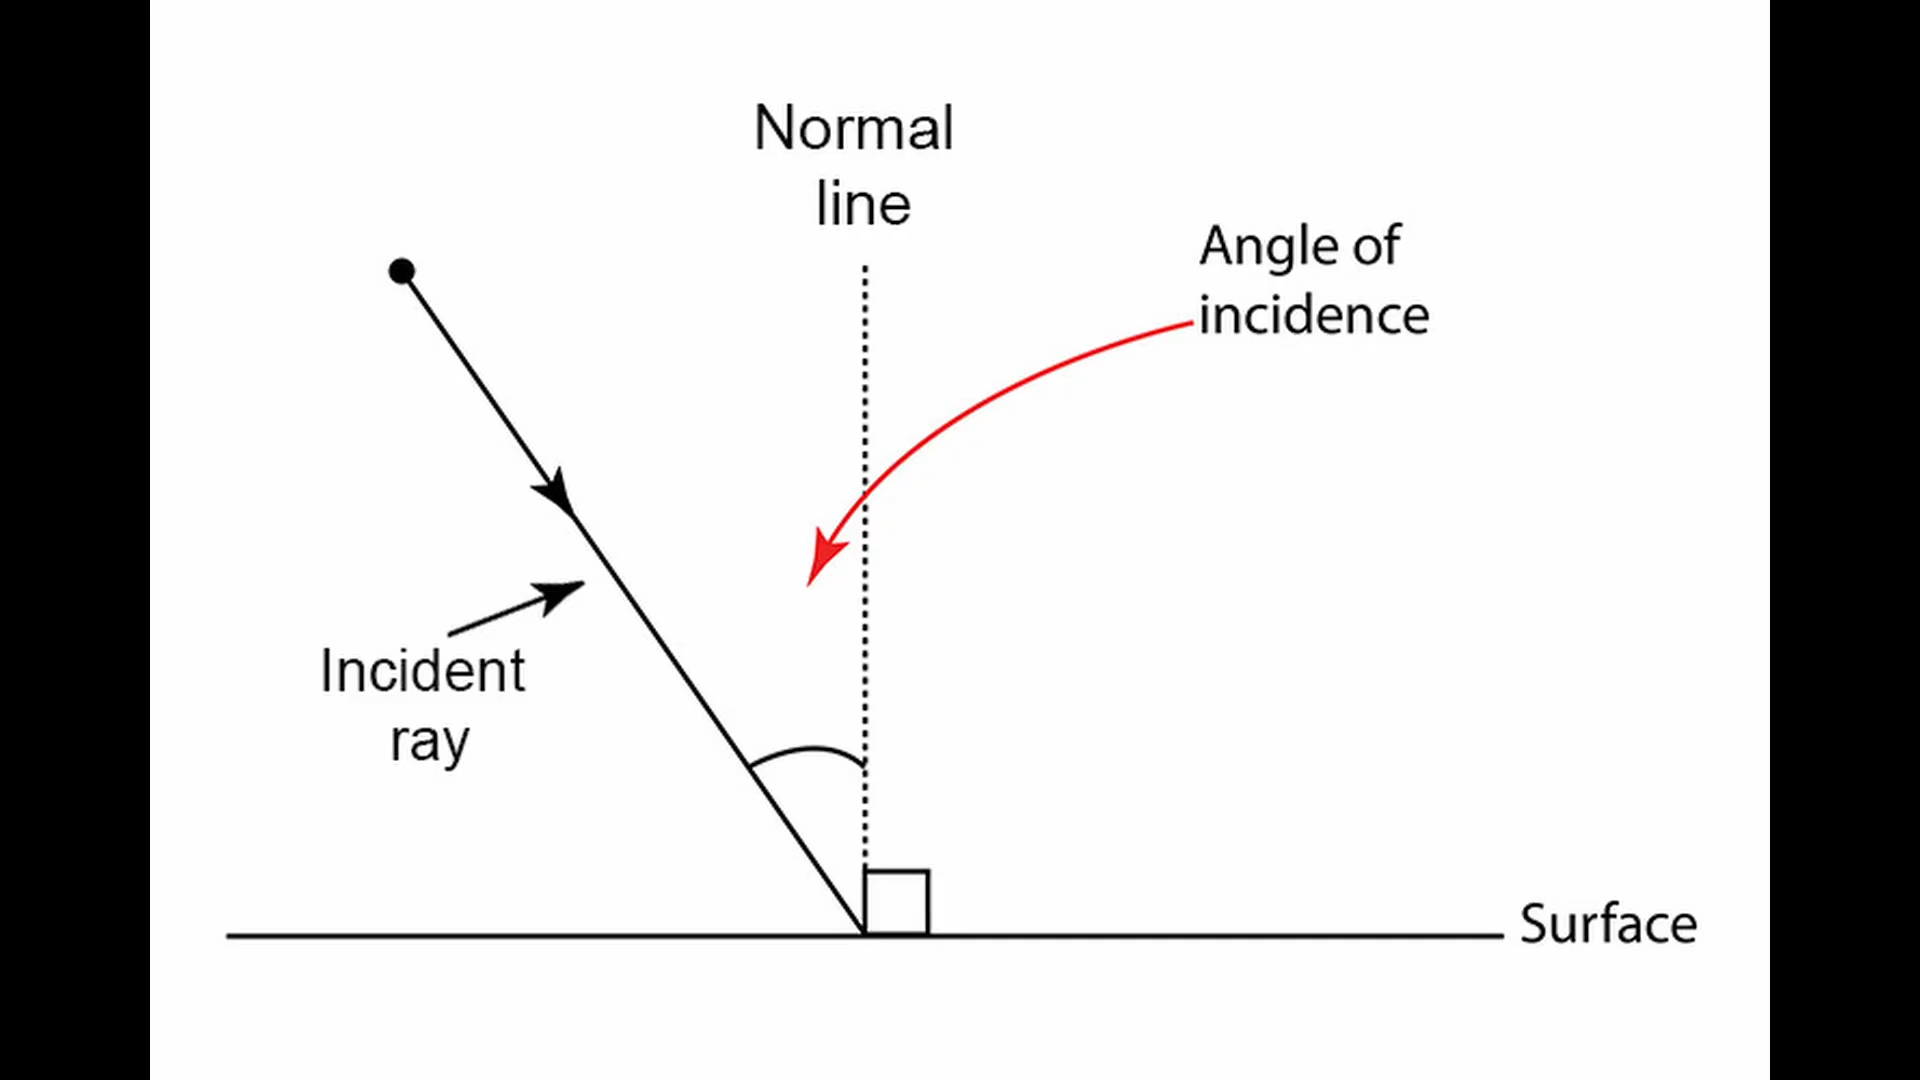 Normal
line
Angle of
incidence
Incident
ray
Surface